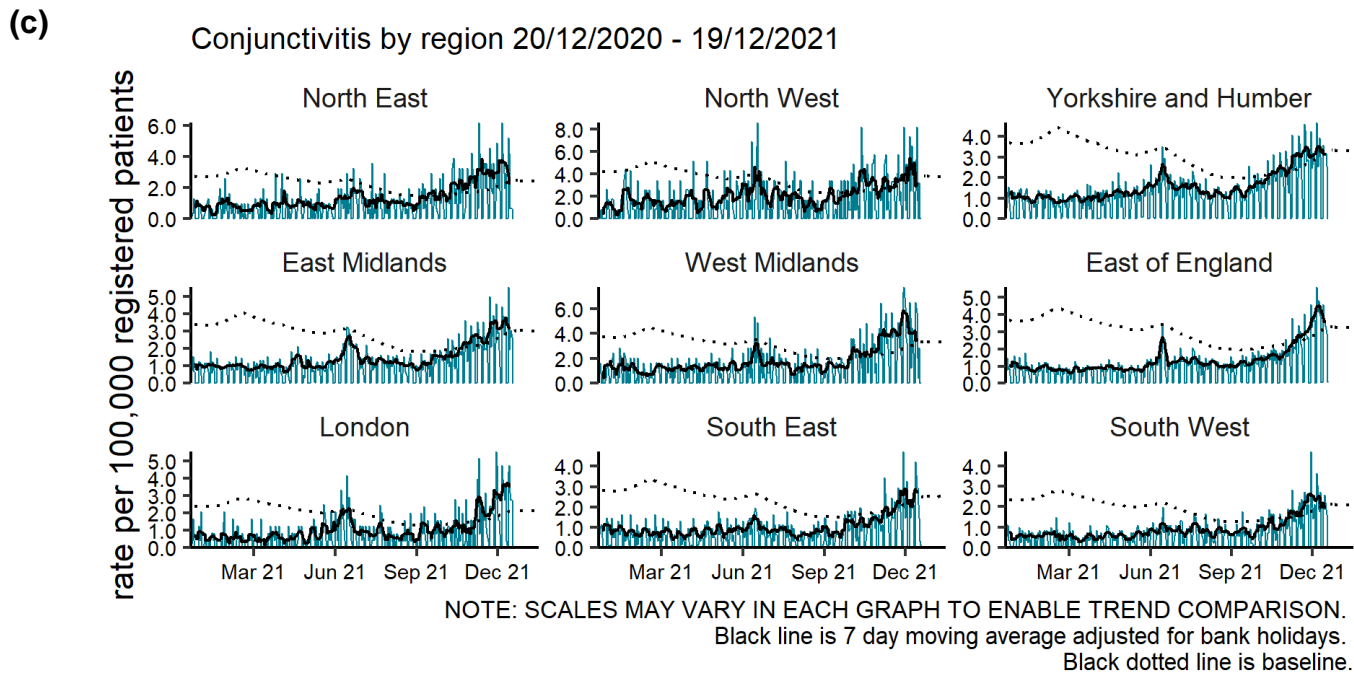 (c)
Conjunctivitis by region 20/12/2020 - 19/12/2021
rate per 100,000 registered patients
North East
6.0
4.0
2.0
0.0
North West
8.0
6.0
4.0
2.0
0.0
Yorkshire and Humber
4.0
3.0
2.0
1.0
0.0
East Midlands
5.0
4.0
3.0
2.0
1.0
0.0
West Midlands
6.0
4.0
2.0
0.0
East of England
5.0
4.0
3.0
2.0
1.0
0.0
London
5.0
4.0
3.0
2.0
1.0
0.0
South East
4.0
3.0
2.0
1.0
0.0
South West
4.0
3.0
2.0
1.0
0.0
Mar 21 Jun 21 Sep 21 Dec 21
Mar 21 Jun 21 Sep 21 Dec 21
Mar 21 Jun 21 Sep 21 Dec 21
NOTE: SCALES MAY VARY IN EACH GRAPH TO ENABLE TREND COMPARISON.
Black line is 7 day moving average adjusted for bank holidays.
Black dotted line is baseline.